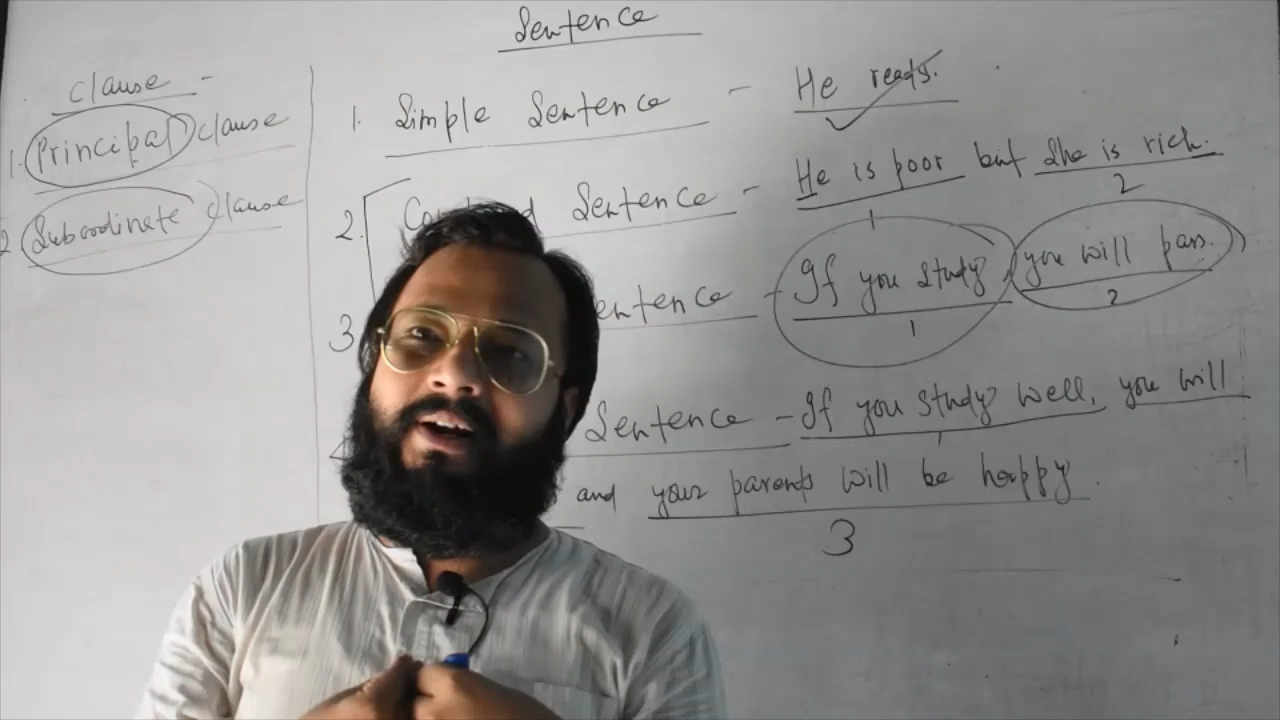 Sentence
clause -
1. Principal clause
2 Subordinate clause
1. Simple Sentence - He reads.
2. Sentence - He is poor but She is rich.
1 2
3 entence - If you study you will pass.
1 2
Sentence - If you study well, you will
1
and your parents will be happy.
3